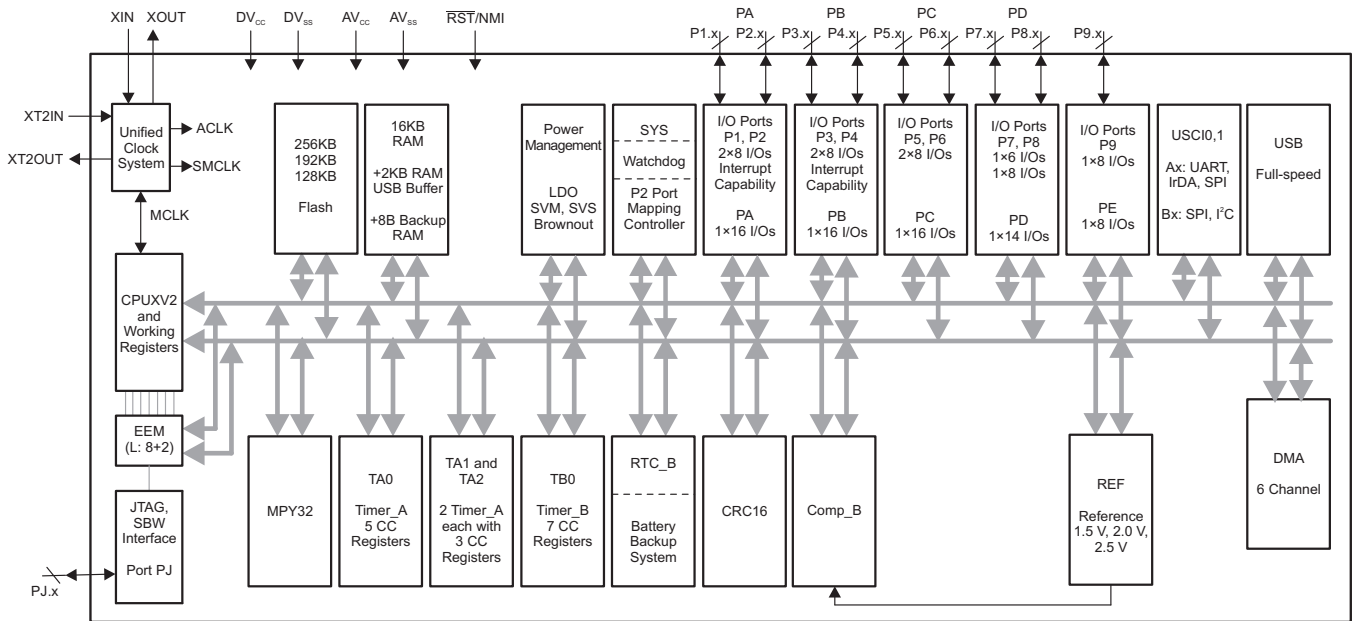 XIN XOUT DVCC DVSS AVCC AVSS RST/NMI PA PB PC PD
P1.x P2.x P3.x P4.x P5.x P6.x P7.x P8.x P9.x
XT2IN
XT2OUT
Unified
Clock
System
ACLK
SMCLK
MCLK
256KB
192KB
128KB
Flash
16KB
RAM
+2KB RAM
USB Buffer
+8B Backup
RAM
Power
Management
LDO
SVM, SVS
Brownout
SYS
Watchdog
P2 Port
Mapping
Controller
I/O Ports
P1, P2
2×8 I/Os
Interrupt
Capability
PA
1×16 I/Os
I/O Ports
P3, P4
2×8 I/Os
Interrupt
Capability
PB
1×16 I/Os
I/O Ports
P5, P6
2×8 I/Os
PC
1×16 I/Os
I/O Ports
P7, P8
1×6 I/Os
1×8 I/Os
PD
1×14 I/Os
I/O Ports
P9
1×8 I/Os
PE
1×8 I/Os
USCI0,1
Ax: UART,
IrDA, SPI
Bx: SPI, I²C
USB
Full-speed
CPUXV2
and
Working
Registers
EEM
(L: 8+2)
JTAG,
SBW
Interface
Port PJ
PJ.x
MPY32
TA0
Timer_A
5 CC
Registers
TA1 and
TA2
2 Timer_A
each with
3 CC
Registers
TB0
Timer_B
7 CC
Registers
RTC_B
Battery
Backup
System
CRC16
Comp_B
REF
Reference
1.5 V, 2.0 V,
2.5 V
DMA
6 Channel